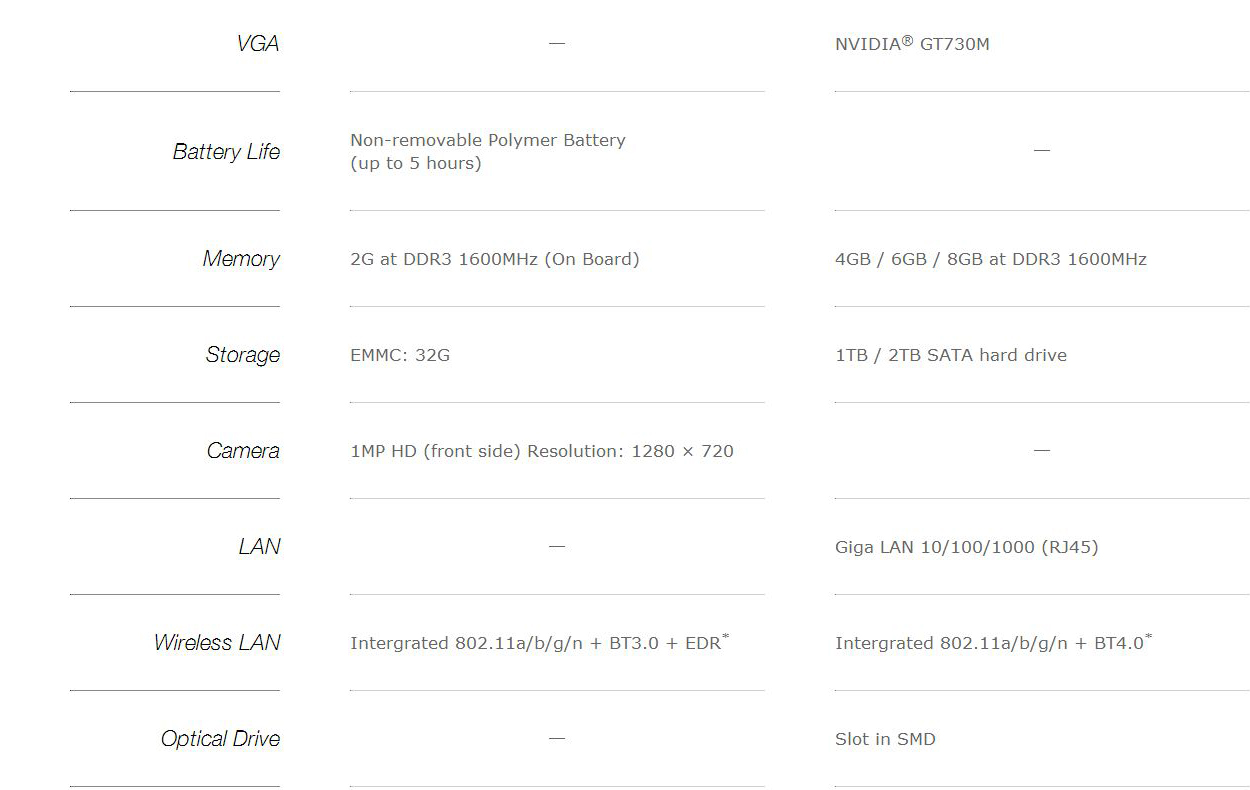 VGA — NVIDIA® GT730M
Battery Life Non-removable Polymer Battery
(up to 5 hours) —
Memory 2G at DDR3 1600MHz (On Board) 4GB / 6GB / 8GB at DDR3 1600MHz
Storage EMMC: 32G 1TB / 2TB SATA hard drive
Camera 1MP HD (front side) Resolution: 1280 × 720 —
LAN — Giga LAN 10/100/1000 (RJ45)
Wireless LAN Intergrated 802.11a/b/g/n + BT3.0 + EDR* Intergrated 802.11a/b/g/n + BT4.0*
Optical Drive — Slot in SMD